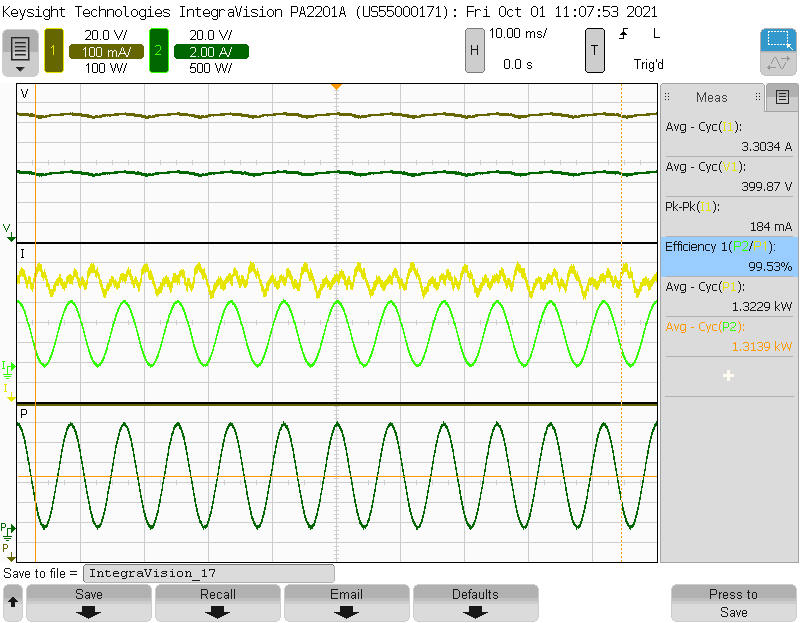 Keysight Technologies IntegraVision PA2201A (US55000171): Fri Oct 01 11:07:53 2021
1
20.0 V/
100 mA/
100 W/
2
20.0 V/
2.00 A/
500 W/
H
10.00 ms/
0.0 s
T
L
Trig'd
Meas
Avg - Cyc(I1):
3.3034 A
Avg - Cyc(V1):
399.87 V
Pk-Pk(I1):
184 mA
Efficiency 1(P2/P1):
99.53%
Avg - Cyc(P1):
1.3229 kW
Avg - Cyc(P2):
1.3139 kW
+
V
V
I
I
I
P
P
P
Save to file = IntegraVision_17
Save
Recall
Email
Defaults
Press to
Save